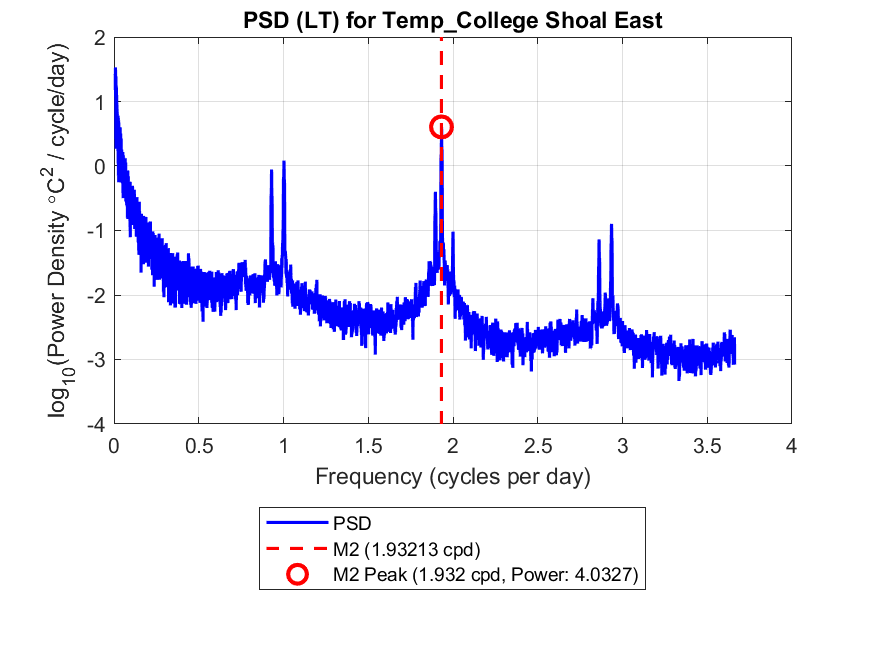 PSD (LT) for Temp_College Shoal East
log10(Power Density °C2 / cycle/day)
2
1
0
-1
-2
-3
-4
0 0.5 1 1.5 2 2.5 3 3.5 4
Frequency (cycles per day)
PSD
M2 (1.93213 cpd)
M2 Peak (1.932 cpd, Power: 4.0327)